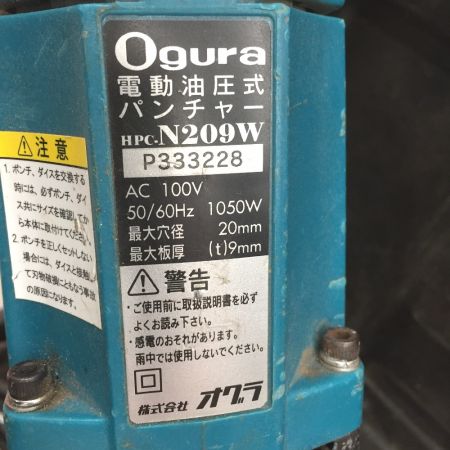 Ogura
電動油圧式
パンチャー
HPC-N209W
P333228
AC 100V
50/60Hz 1050W
最大穴径 20mm
最大板厚 (t)9mm
警告
・ご使用前に取扱説明書を必ず
よくお読み下さい。
・感電のおそれがあります。
雨中では使用しないでください。
株式会社 オグラ
注意
1. ポンチ、ダイスを交換する
時には、必ずポンチ、ダイ
ス共にサイズを確認してか
ら本体に取付けてください
2. ポンチを正しくセットしない
場合には、ダイスと接触し
て刃物破損にともなう事故
の原因になります。